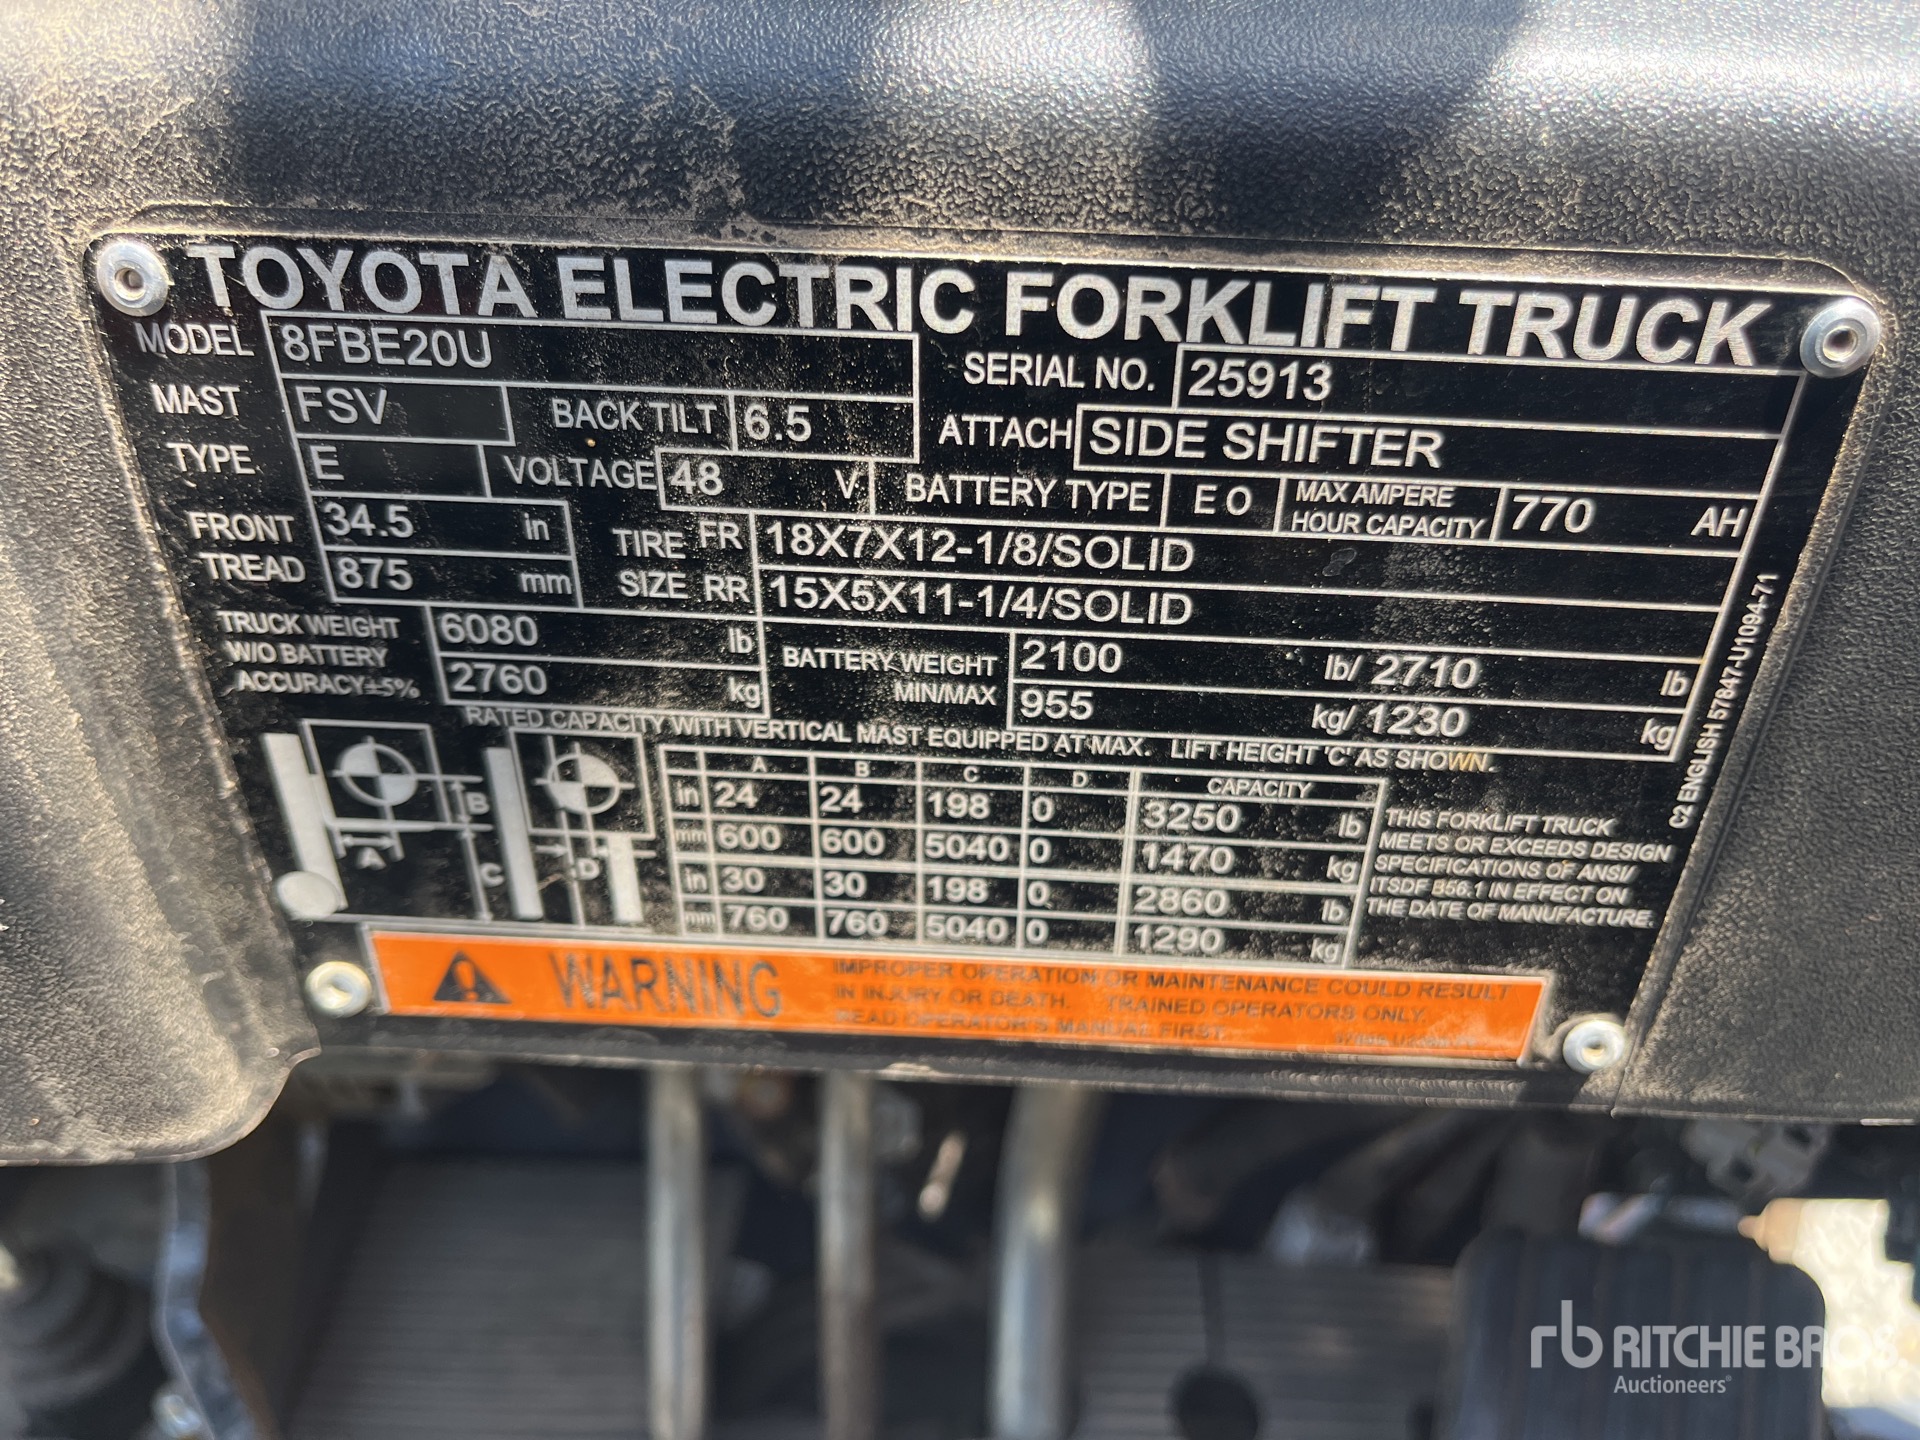 TOYOTA ELECTRIC FORKLIFT TRUCK
MODEL 8FBE20U SERIAL NO. 25913
MAST FSV BACK TILT 6.5 ATTACH SIDE SHIFTER
TYPE E VOLTAGE 48 V BATTERY TYPE E O MAX AMPERE HOUR CAPACITY 770 AH
FRONT TREAD 34.5 in TIRE SIZE FR 18X7X12-1/8/SOLID
875 mm RR 15X5X11-1/4/SOLID
TRUCK WEIGHT 6080 lb
W/O BATTERY
ACCURACY±5% 2760 kg
BATTERY WEIGHT 2100 lb/ 2710 lb
MIN/MAX 955 kg/ 1230 kg
RATED CAPACITY WITH VERTICAL MAST EQUIPPED AT MAX. LIFT HEIGHT 'C' AS SHOWN.
A B C D CAPACITY
in 24 24 198 0 3250 lb
mm 600 600 5040 0 1470 kg
in 30 30 198 0 2860 lb
mm 760 760 5040 0 1290 kg
B
A C D
THIS FORKLIFT TRUCK
MEETS OR EXCEEDS DESIGN
SPECIFICATIONS OF ANSI/
ITSDF B56.1 IN EFFECT ON
THE DATE OF MANUFACTURE.
C2 ENGLISH 57847-U1094-71
WARNING
IMPROPER OPERATION OR MAINTENANCE COULD RESULT
IN INJURY OR DEATH. TRAINED OPERATORS ONLY.
READ OPERATOR'S MANUAL FIRST.
rb RITCHIE BROS.
Auctioneers